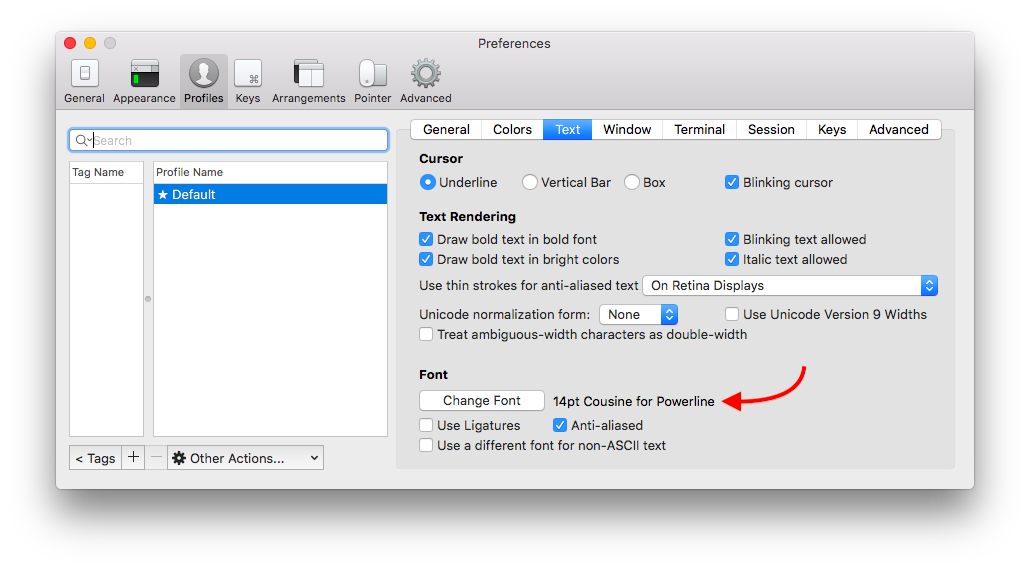 Preferences
General Appearance Profiles Keys Arrangements Pointer Advanced
General Colors Text Window Terminal Session Keys Advanced
Search
Tag Name Profile Name
★ Default
< Tags + − Other Actions...
Cursor
Underline Vertical Bar Box Blinking cursor
Text Rendering
Draw bold text in bold font Blinking text allowed
Draw bold text in bright colors Italic text allowed
Use thin strokes for anti-aliased text On Retina Displays
Unicode normalization form: None Use Unicode Version 9 Widths
Treat ambiguous-width characters as double-width
Font
Change Font 14pt Cousine for Powerline
Use Ligatures Anti-aliased
Use a different font for non-ASCII text